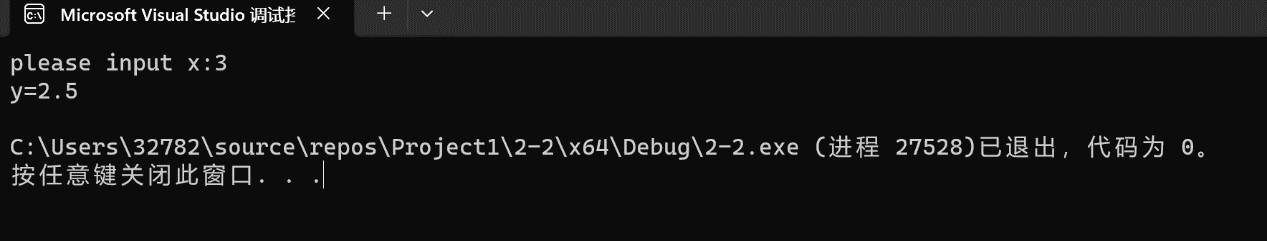 Microsoft Visual Studio 调试
please input x:3
y=2.5
C:\Users\32782\source\repos\Project1\2-2\x64\Debug\2-2.exe (进程 27528)已退出，代码为 0。
按任意键关闭此窗口. . .